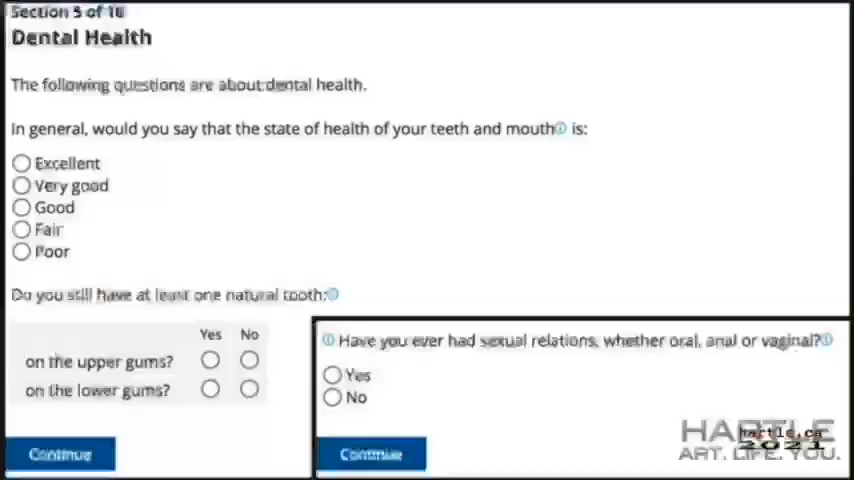 Section 5 of 16
Dental Health
The following questions are about dental health.
In general, would you say that the state of health of your teeth and mouth is:
Excellent
Very good
Good
Fair
Poor
Do you still have at least one natural tooth:
Yes No
on the upper gums?
on the lower gums?
Continue
Have you ever had sexual relations, whether oral, anal or vaginal?
Yes
No
Continue
HARTLE
hartle.ca
2021
ART. LIFE. YOU.